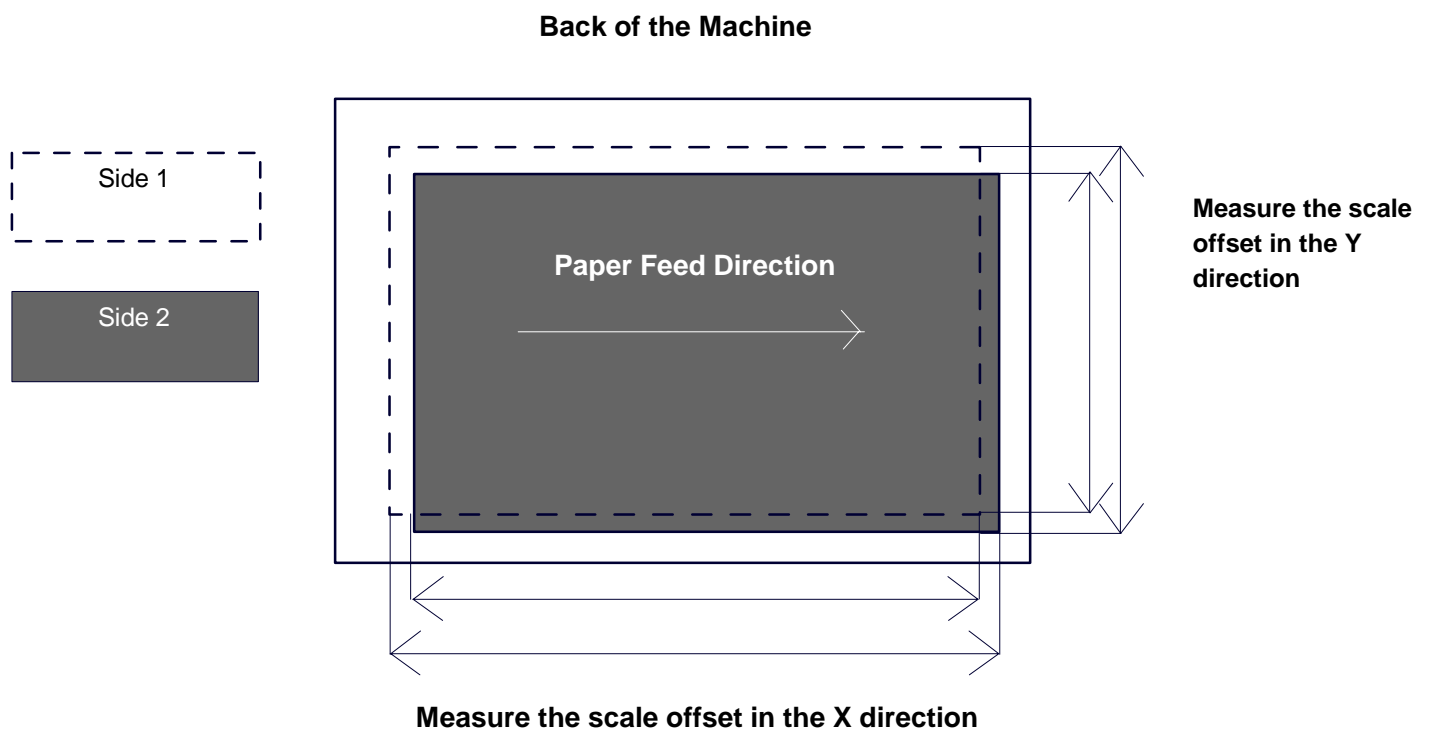 Back of the Machine
Side 1
Side 2
Paper Feed Direction
Measure the scale
offset in the Y
direction
Measure the scale offset in the X direction